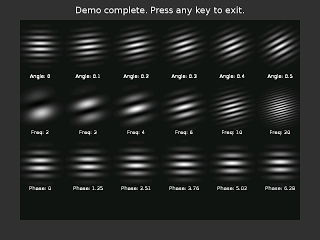 Demo complete. Press any key to exit.
Angle: 0 Angle: 0.1 Angle: 0.2 Angle: 0.3 Angle: 0.4 Angle: 0.5
Freq: 2 Freq: 3 Freq: 4 Freq: 6 Freq: 10 Freq: 20
Phase: 0 Phase: 1.25 Phase: 2.51 Phase: 3.76 Phase: 5.02 Phase: 6.28